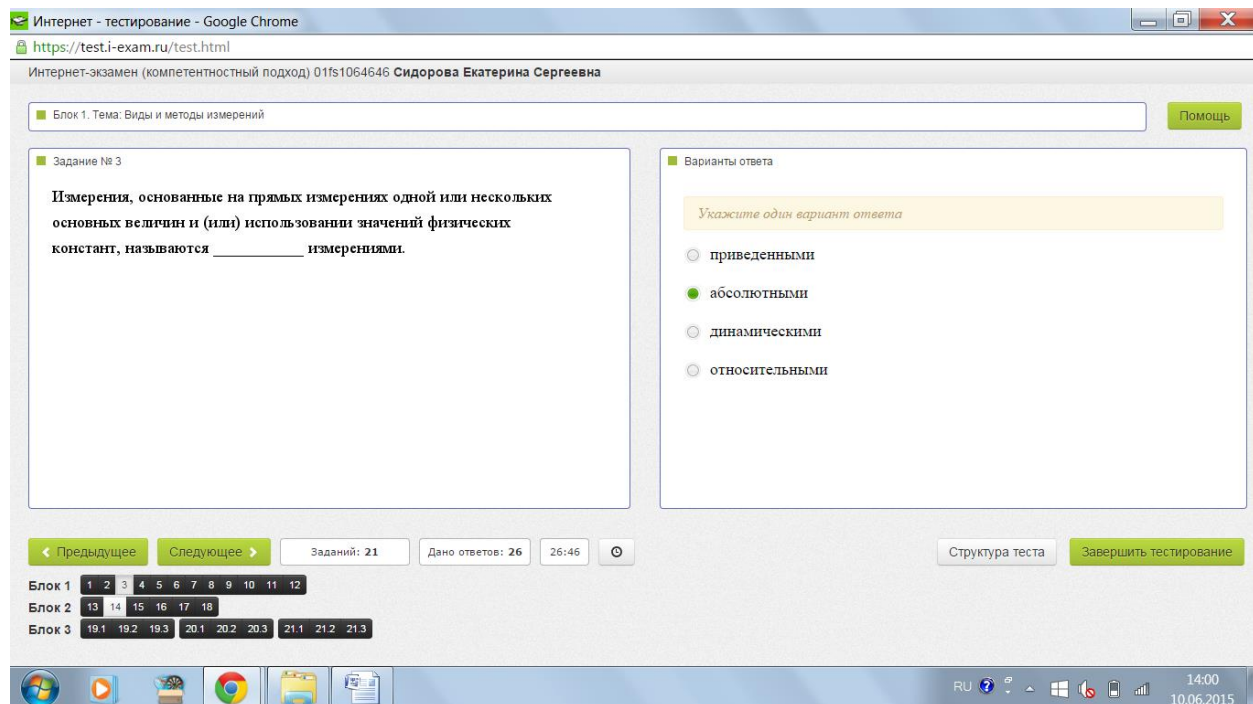 Интернет - тестирование - Google Chrome
https://test.i-exam.ru/test.html
Интернет-экзамен (компетентностный подход) 01fs1064646 Сидорова Екатерина Сергеевна
Блок 1. Тема: Виды и методы измерений
Помощь
Задание № 3
Измерения, основанные на прямых измерениях одной или нескольких
основных величин и (или) использовании значений физических
констант, называются ____________ измерениями.
Варианты ответа
Укажите один вариант ответа
приведенными
абсолютными
динамическими
относительными
Предыдущее
Следующее
Заданий: 21
Дано ответов: 26
26:46
Структура теста
Завершить тестирование
Блок 1 1 2 3 4 5 6 7 8 9 10 11 12
Блок 2 13 14 15 16 17 18
Блок 3 19.1 19.2 19.3 20.1 20.2 20.3 21.1 21.2 21.3
RU
14:00
10.06.2015